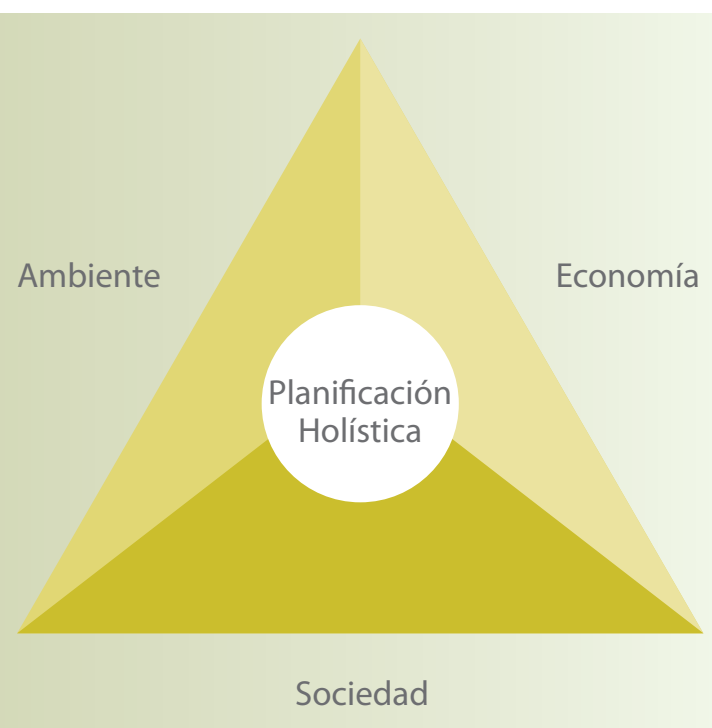 Ambiente
Economía
Planificación
Holística
Sociedad